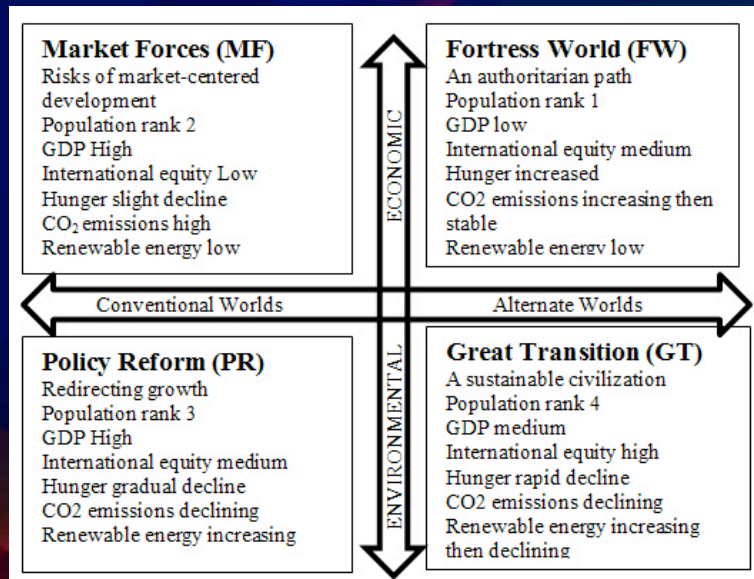 Market Forces (MF)
Risks of market-centered
development
Population rank 2
GDP High
International equity Low
Hunger slight decline
CO₂ emissions high
Renewable energy low
Fortress World (FW)
An authoritarian path
Population rank 1
GDP low
International equity medium
Hunger increased
CO2 emissions increasing then
stable
Renewable energy low
ECONOMIC
Conventional Worlds
Alternate Worlds
ENVIRONMENTAL
Policy Reform (PR)
Redirecting growth
Population rank 3
GDP High
International equity medium
Hunger gradual decline
CO2 emissions declining
Renewable energy increasing
Great Transition (GT)
A sustainable civilization
Population rank 4
GDP medium
International equity high
Hunger rapid decline
CO2 emissions declining
Renewable energy increasing
then declining